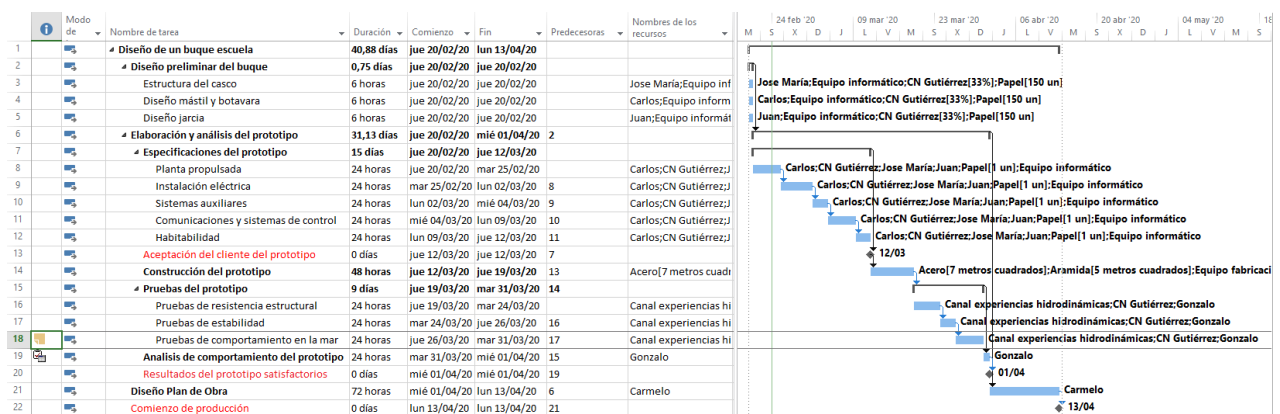 Modo de Nombre de tarea Duración Comienzo Fin Predecesoras Nombres de los recursos
24 feb '20 09 mar '20 23 mar '20 06 abr '20 20 abr '20 04 may '20 18
M S X D J L V M S X D J L V M S X D J L V M S
1 Diseño de un buque escuela 40,88 días jue 20/02/20 lun 13/04/20
2 Diseño preliminar del buque 0,75 días jue 20/02/20 jue 20/02/20
3 Estructura del casco 6 horas jue 20/02/20 jue 20/02/20 Jose María;Equipo inf Jose María;Equipo informático;CN Gutiérrez[33%];Papel[150 un]
4 Diseño mástil y botavara 6 horas jue 20/02/20 jue 20/02/20 Carlos;Equipo inform Carlos;Equipo informático;CN Gutiérrez[33%];Papel[150 un]
5 Diseño jarcia 6 horas jue 20/02/20 jue 20/02/20 Juan;Equipo informát Juan;Equipo informático;CN Gutiérrez[33%];Papel[150 un]
6 Elaboración y análisis del prototipo 31,13 días jue 20/02/20 mié 01/04/20 2
7 Especificaciones del prototipo 15 días jue 20/02/20 jue 12/03/20
8 Planta propulsada 24 horas jue 20/02/20 mar 25/02/20 Carlos;CN Gutiérrez;J Carlos;CN Gutiérrez;Jose María;Juan;Papel[1 un];Equipo informático
9 Instalación eléctrica 24 horas mar 25/02/20 lun 02/03/20 8 Carlos;CN Gutiérrez;J Carlos;CN Gutiérrez;Jose María;Juan;Papel[1 un];Equipo informático
10 Sistemas auxiliares 24 horas lun 02/03/20 mié 04/03/20 9 Carlos;CN Gutiérrez;J Carlos;CN Gutiérrez;Jose María;Juan;Papel[1 un];Equipo informático
11 Comunicaciones y sistemas de control 24 horas mié 04/03/20 lun 09/03/20 10 Carlos;CN Gutiérrez;J Carlos;CN Gutiérrez;Jose María;Juan;Papel[1 un];Equipo informático
12 Habitabilidad 24 horas lun 09/03/20 jue 12/03/20 11 Carlos;CN Gutiérrez;J Carlos;CN Gutiérrez;Jose María;Juan;Papel[1 un];Equipo informático
13 Aceptación del cliente del prototipo 0 días jue 12/03/20 jue 12/03/20 7 12/03
14 Construcción del prototipo 48 horas jue 12/03/20 jue 19/03/20 13 Acero[7 metros cuadr Acero[7 metros cuadrados];Aramida[5 metros cuadrados];Equipo fabricaci
15 Pruebas del prototipo 9 días jue 19/03/20 mar 31/03/20 14
16 Pruebas de resistencia estructural 24 horas jue 19/03/20 mar 24/03/20 Canal experiencias hi Canal experiencias hidrodinámicas;CN Gutiérrez;Gonzalo
17 Pruebas de estabilidad 24 horas mar 24/03/20 jue 26/03/20 16 Canal experiencias hi Canal experiencias hidrodinámicas;CN Gutiérrez;Gonzalo
18 Pruebas de comportamiento en la mar 24 horas jue 26/03/20 mar 31/03/20 17 Canal experiencias hi Canal experiencias hidrodinámicas;CN Gutiérrez;Gonzalo
19 Analisis de comportamiento del prototipo 24 horas mar 31/03/20 mié 01/04/20 15 Gonzalo Gonzalo
20 Resultados del prototipo satisfactorios 0 días mié 01/04/20 mié 01/04/20 19 01/04
21 Diseño Plan de Obra 72 horas mié 01/04/20 lun 13/04/20 6 Carmelo Carmelo
22 Comienzo de producción 0 días lun 13/04/20 lun 13/04/20 21 13/04